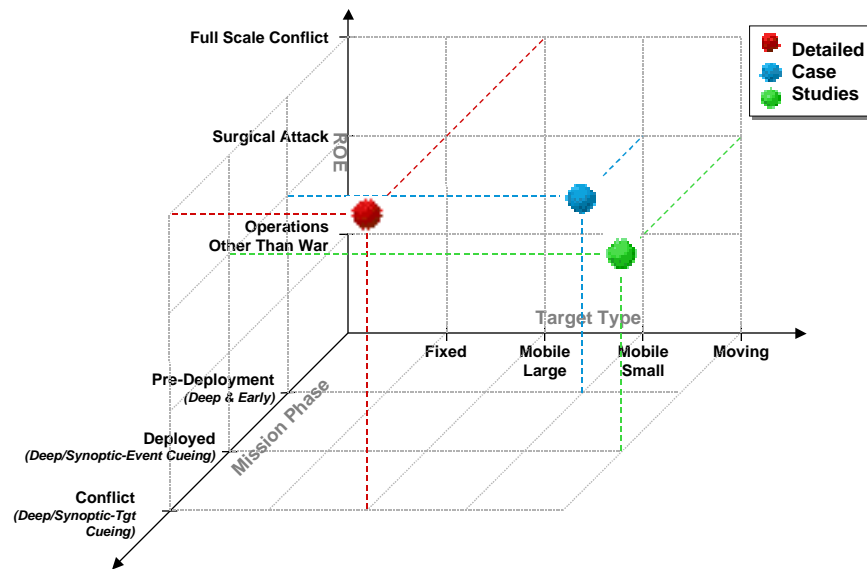 Full Scale Conflict
Detailed
Case
Studies
Surgical Attack
ROE
Operations
Other Than War
Target Type
Fixed
Mobile
Large
Mobile
Small
Moving
Pre-Deployment
(Deep & Early)
Mission Phase
Deployed
(Deep/Synoptic-Event Cueing)
Conflict
(Deep/Synoptic-Tgt
Cueing)